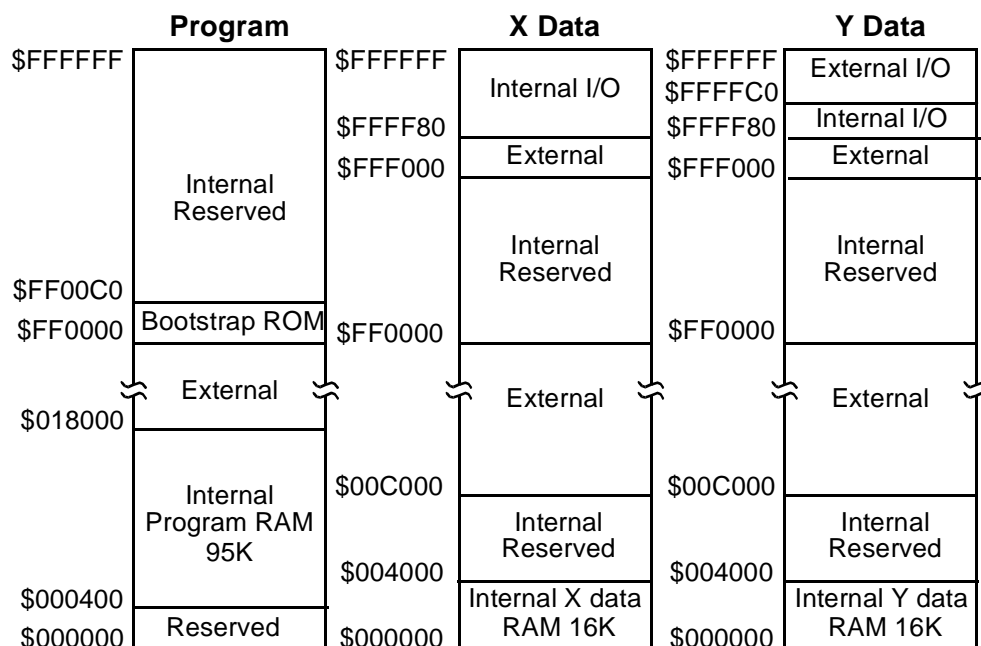 Program
$FFFFFF
Internal
Reserved
$FF00C0
Bootstrap ROM
$FF0000
External
$018000
Internal
Program RAM
95K
$000400
Reserved
$000000
X Data
$FFFFFF
Internal I/O
$FFFF80
External
$FFF000
Internal
Reserved
$FF0000
External
$00C000
Internal
Reserved
$004000
Internal X data
RAM 16K
$000000
Y Data
$FFFFFF
External I/O
$FFFFC0
Internal I/O
$FFFF80
External
$FFF000
Internal
Reserved
$FF0000
External
$00C000
Internal
Reserved
$004000
Internal Y data
RAM 16K
$000000